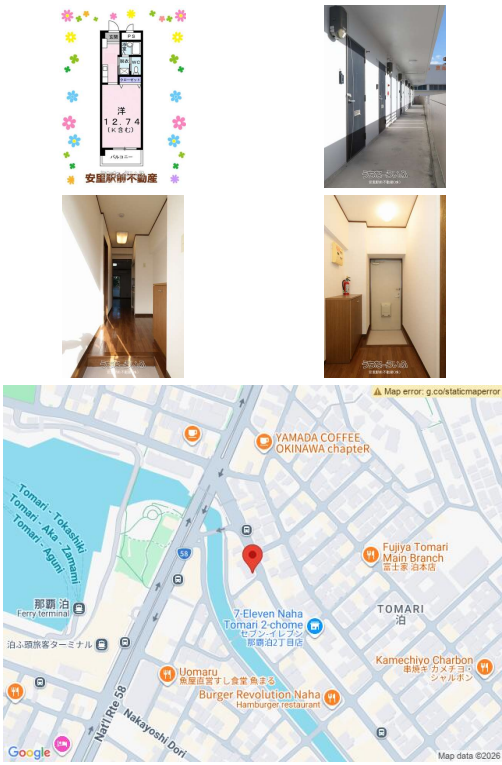 玄関
P S
洋
12.74
(K含む)
バルコニー
安里駅前不動産
Map error: g.co/staticmaperror
YAMADA COFFEE
OKINAWA chapteR
Tomari - Tokashiki
Tomari - Aka - Zamami
Tomari - Aguni
58
Fujiya Tomari
Main Branch
富士家 泊本店
那覇 泊
Ferry terminal
7-Eleven Naha
Tomari 2-chome
セブン-イレブン
那覇泊2丁目店
TOMARI
泊
泊ふ頭旅客ターミナル
Kamechiyo Charbon
串焼き カメチヨ・
シャルボン
Uomaru
魚屋直営すし食堂 魚まる
Burger Revolution Naha
Hamburger restaurant
Nat'l Rte 58
Nakayoshi Dori
Google
Map data ©2026